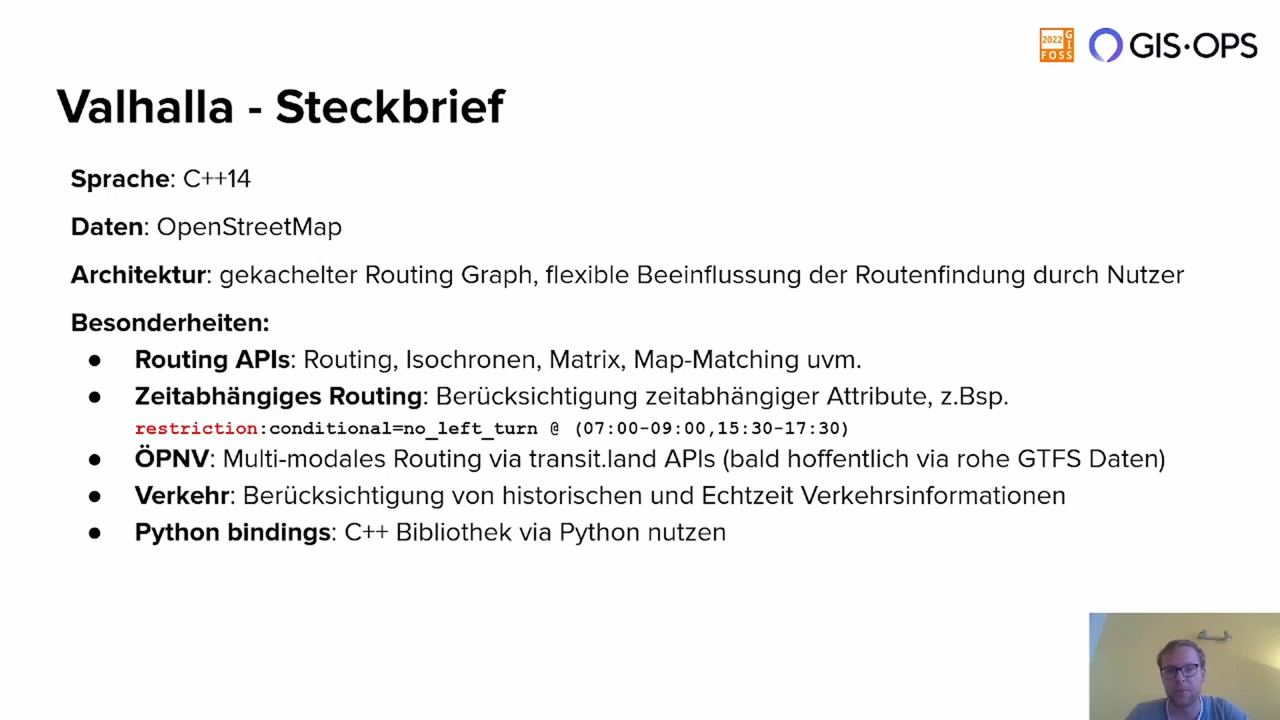 2022
GI
FOSS
GIS·OPS
Valhalla - Steckbrief
Sprache: C++14
Daten: OpenStreetMap
Architektur: gekachelter Routing Graph, flexible Beeinflussung der Routenfindung durch Nutzer
Besonderheiten:
● Routing APIs: Routing, Isochronen, Matrix, Map-Matching uvm.
● Zeitabhängiges Routing: Berücksichtigung zeitabhängiger Attribute, z.Bsp.
restriction:conditional=no_left_turn @ (07:00-09:00,15:30-17:30)
● ÖPNV: Multi-modales Routing via transit.land APIs (bald hoffentlich via rohe GTFS Daten)
● Verkehr: Berücksichtigung von historischen und Echtzeit Verkehrsinformationen
● Python bindings: C++ Bibliothek via Python nutzen